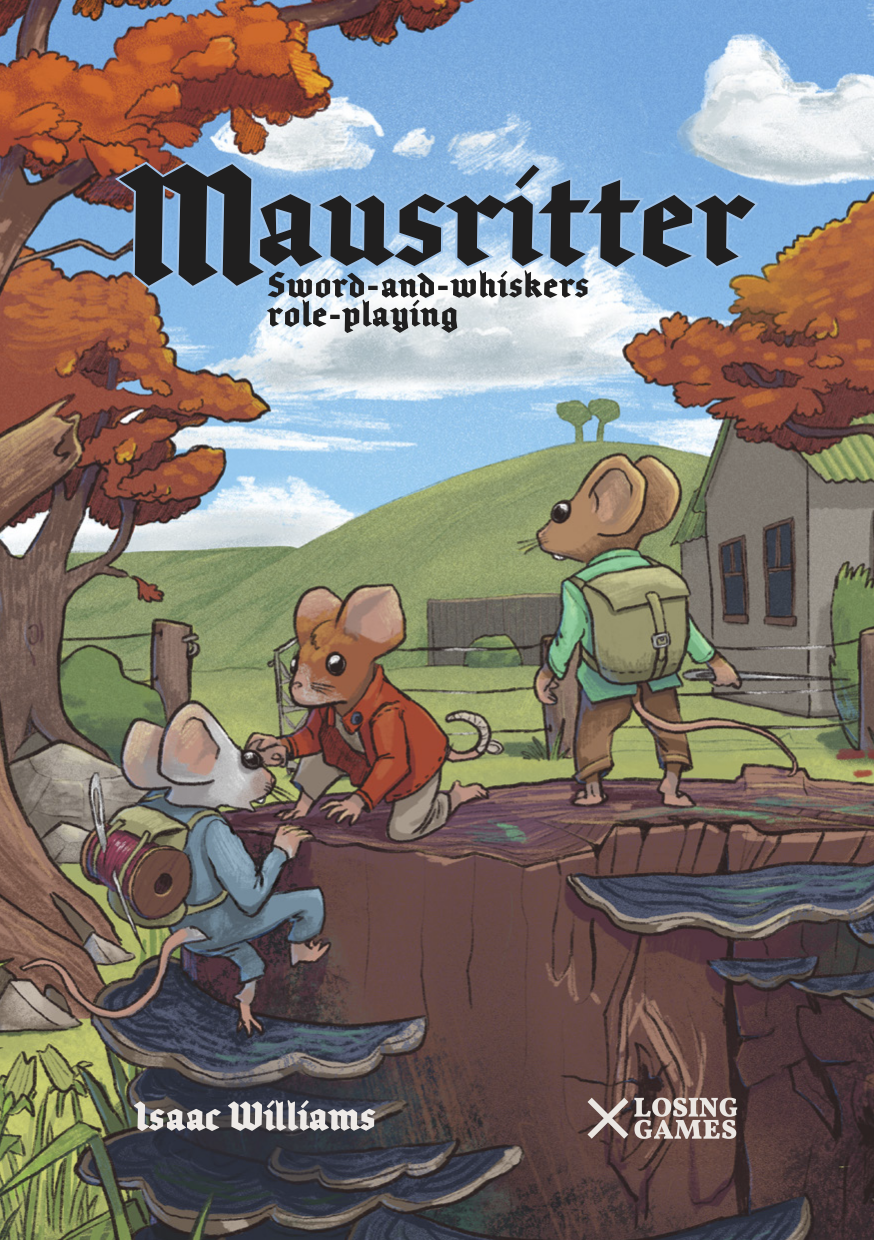 Mausritter
Sword-and-whiskers
role-playing
Isaac Williams
LOSING
GAMES